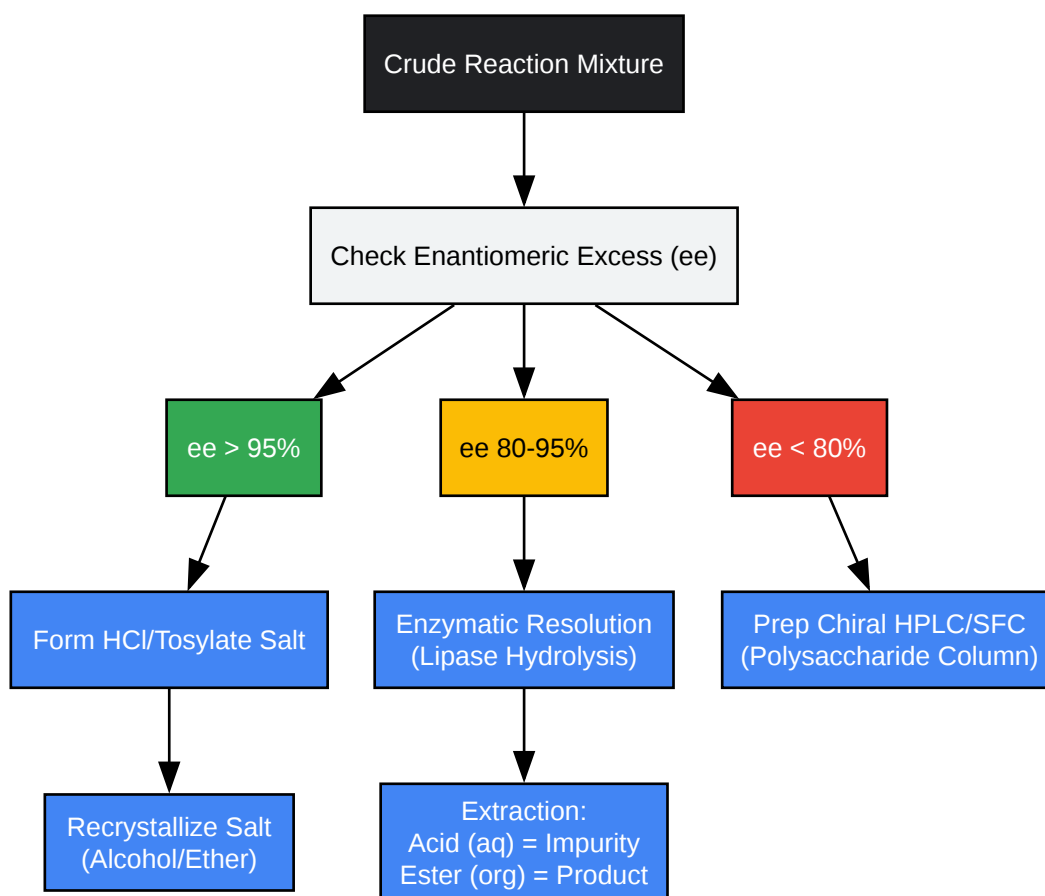 Crude Reaction Mixture
Check Enantiomeric Excess (ee)
ee > 95%
ee 80-95%
ee < 80%
Form HCl/Tosylate Salt
Enzymatic Resolution
(Lipase Hydrolysis)
Prep Chiral HPLC/SFC
(Polysaccharide Column)
Recrystallize Salt
(Alcohol/Ether)
Extraction:
Acid (aq) = Impurity
Ester (org) = Product